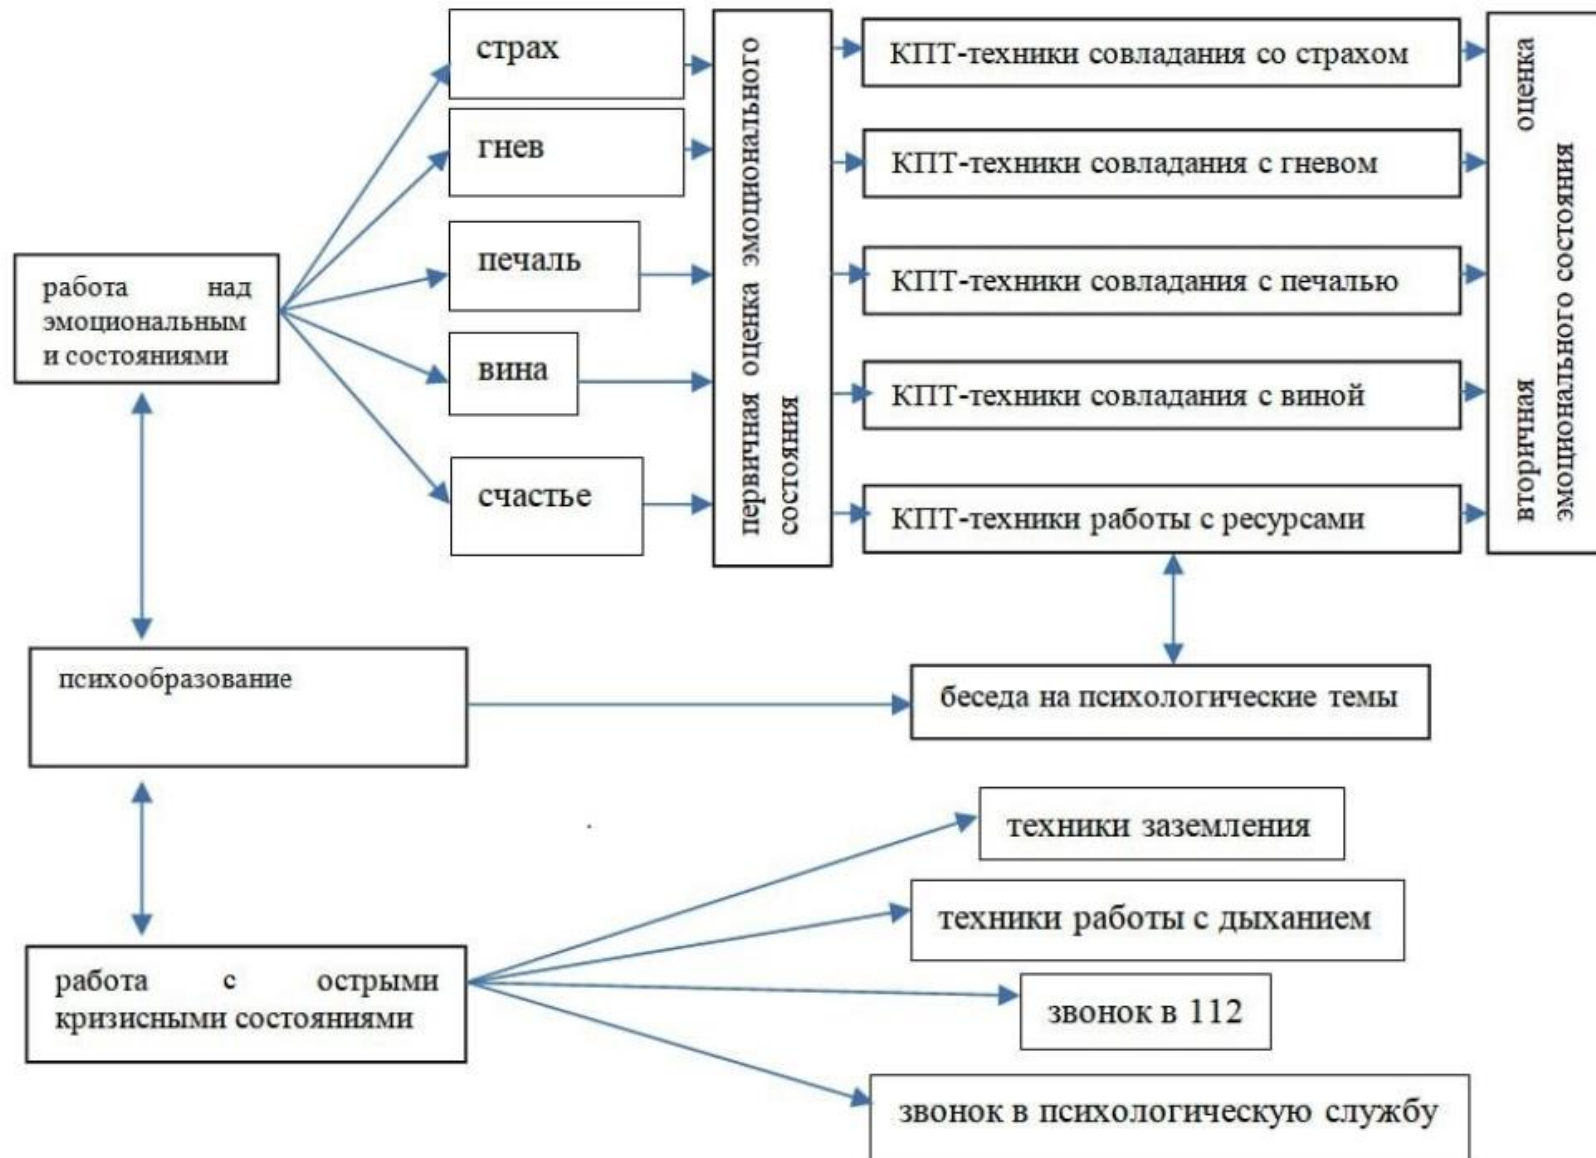 страх
гнев
печаль
вина
счастье
работа над
эмоциональным
и состояниями
первичная оценка эмоционального
состояния
КПТ-техники совладания со страхом
КПТ-техники совладания с гневом
КПТ-техники совладания с печалью
КПТ-техники совладания с виной
КПТ-техники работы с ресурсами
вторичная оценка
эмоционального состояния
психообразование
беседа на психологические темы
работа с острыми
кризисными состояниями
техники заземления
техники работы с дыханием
звонок в 112
звонок в психологическую службу